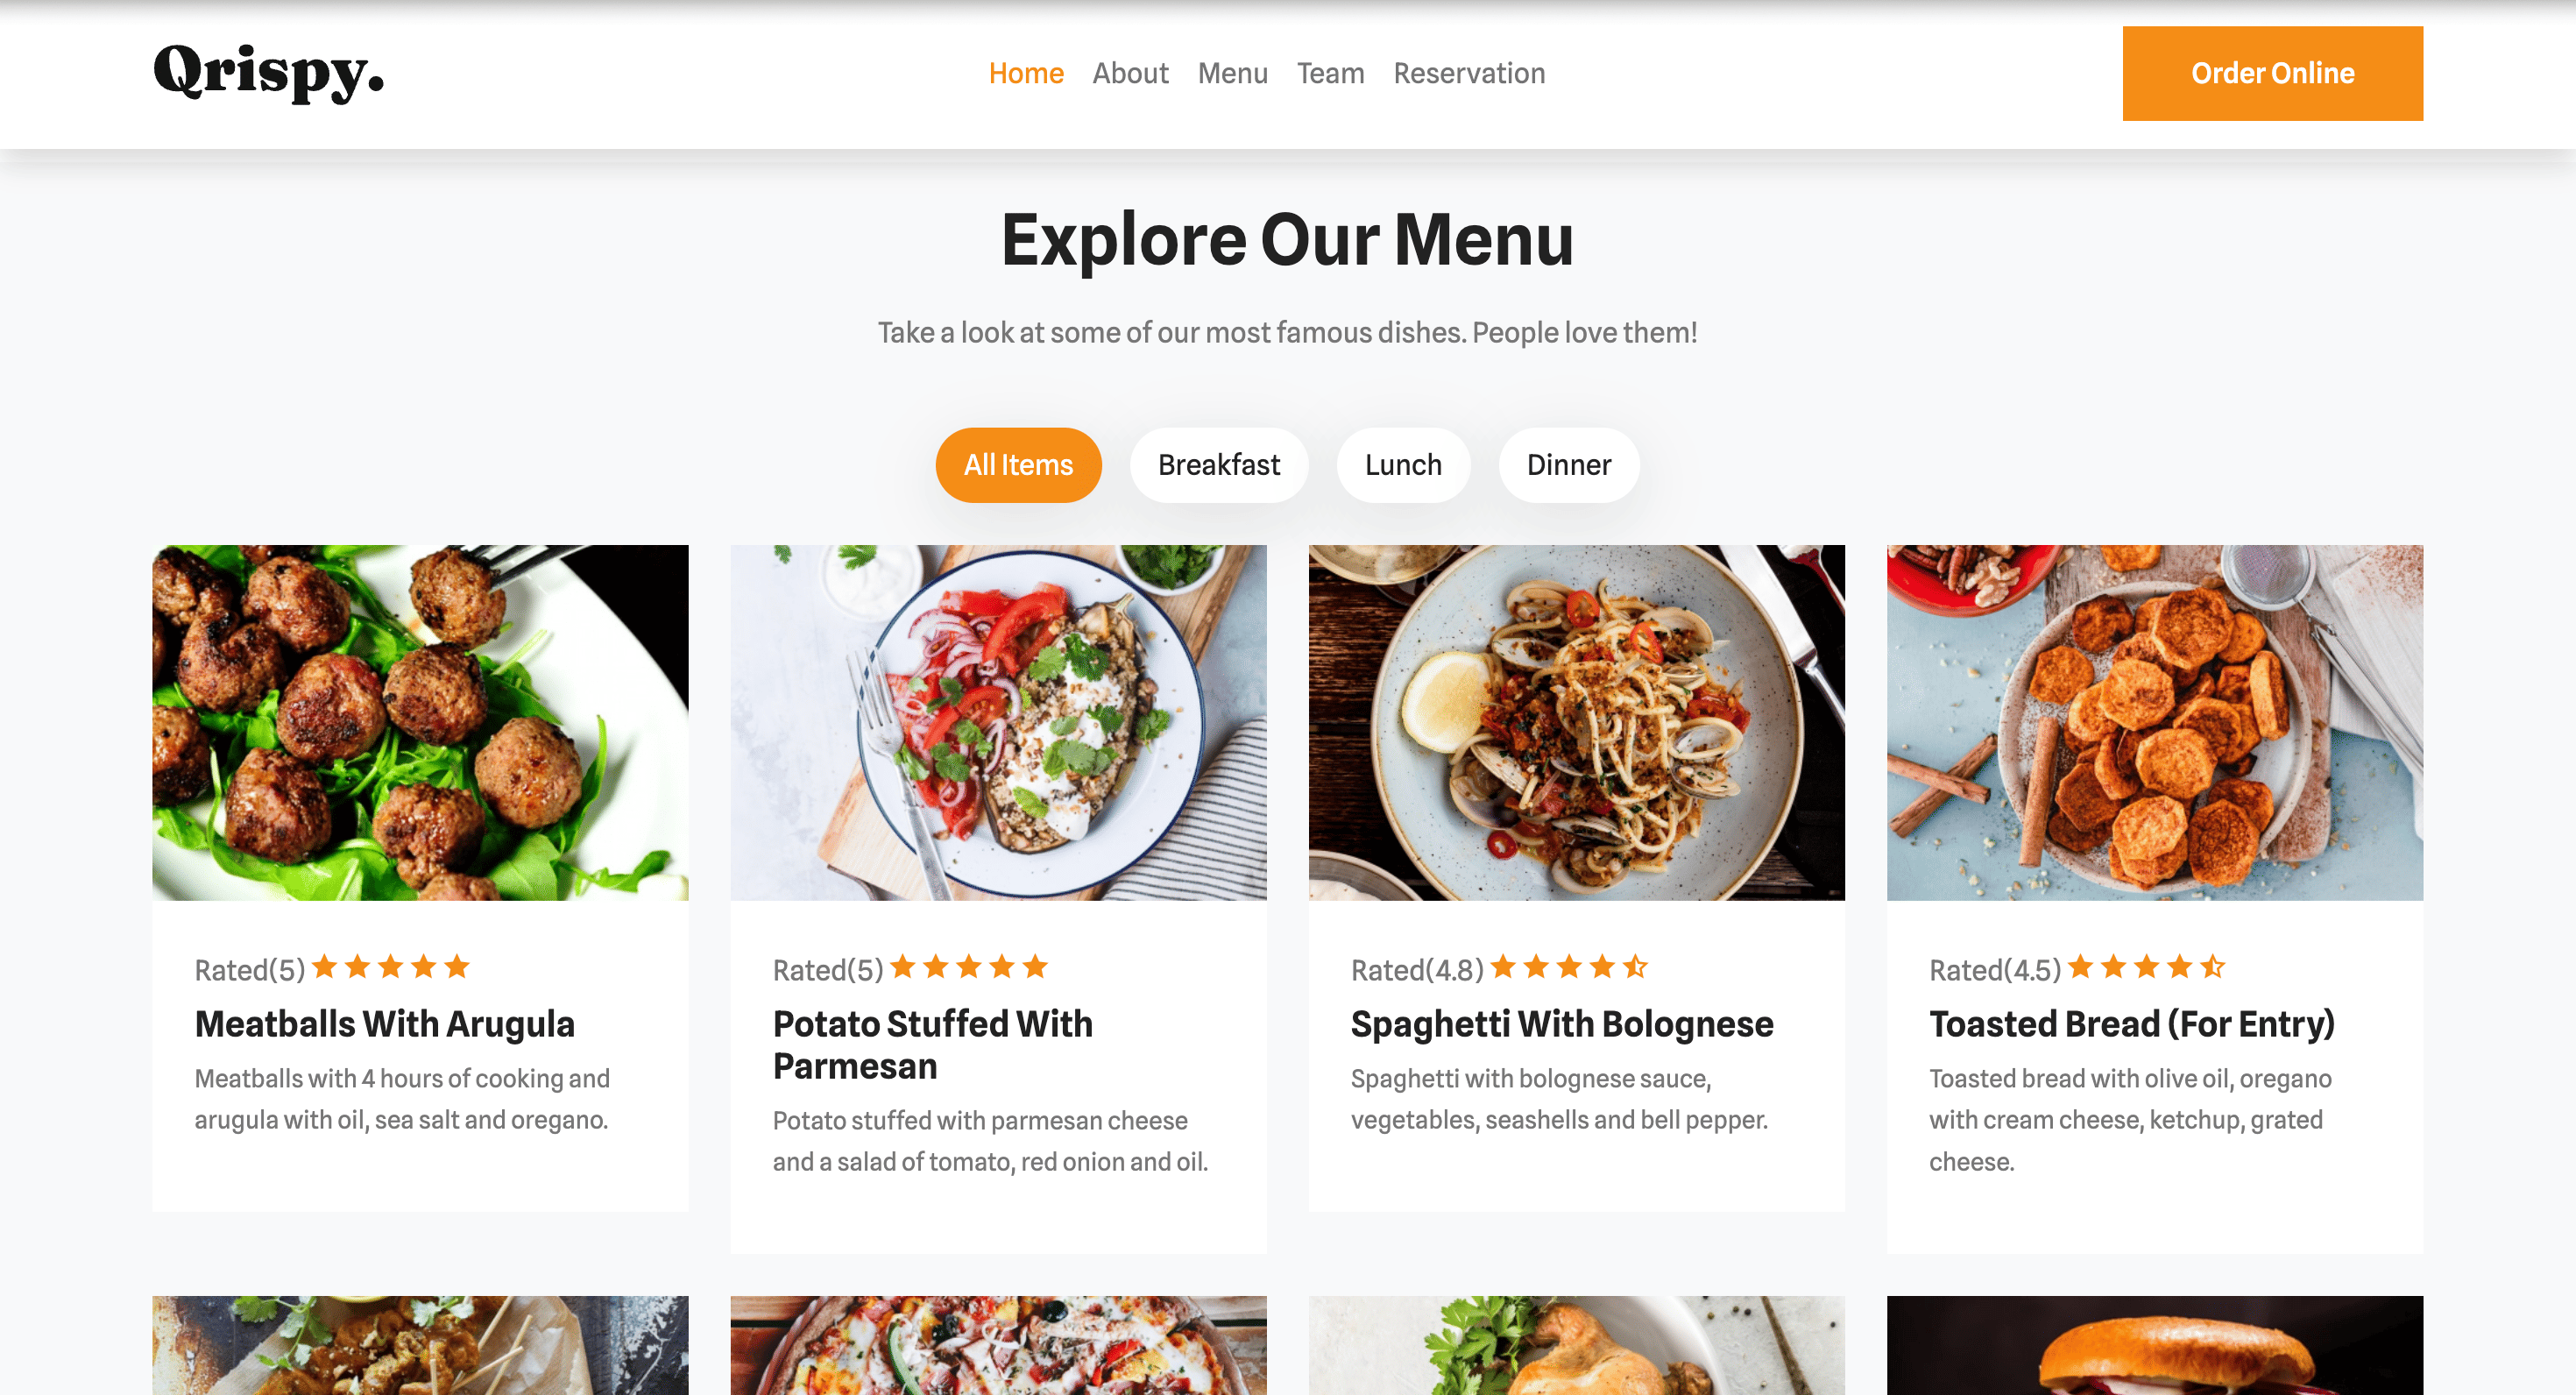 Qrispy.
Home About Menu Team Reservation
Order Online
Explore Our Menu
Take a look at some of our most famous dishes. People love them!
All Items Breakfast Lunch Dinner
Rated(5)
Meatballs With Arugula
Meatballs with 4 hours of cooking and
arugula with oil, sea salt and oregano.
Rated(5)
Potato Stuffed With
Parmesan
Potato stuffed with parmesan cheese
and a salad of tomato, red onion and oil.
Rated(4.8)
Spaghetti With Bolognese
Spaghetti with bolognese sauce,
vegetables, seashells and bell pepper.
Rated(4.5)
Toasted Bread (For Entry)
Toasted bread with olive oil, oregano
with cream cheese, ketchup, grated
cheese.